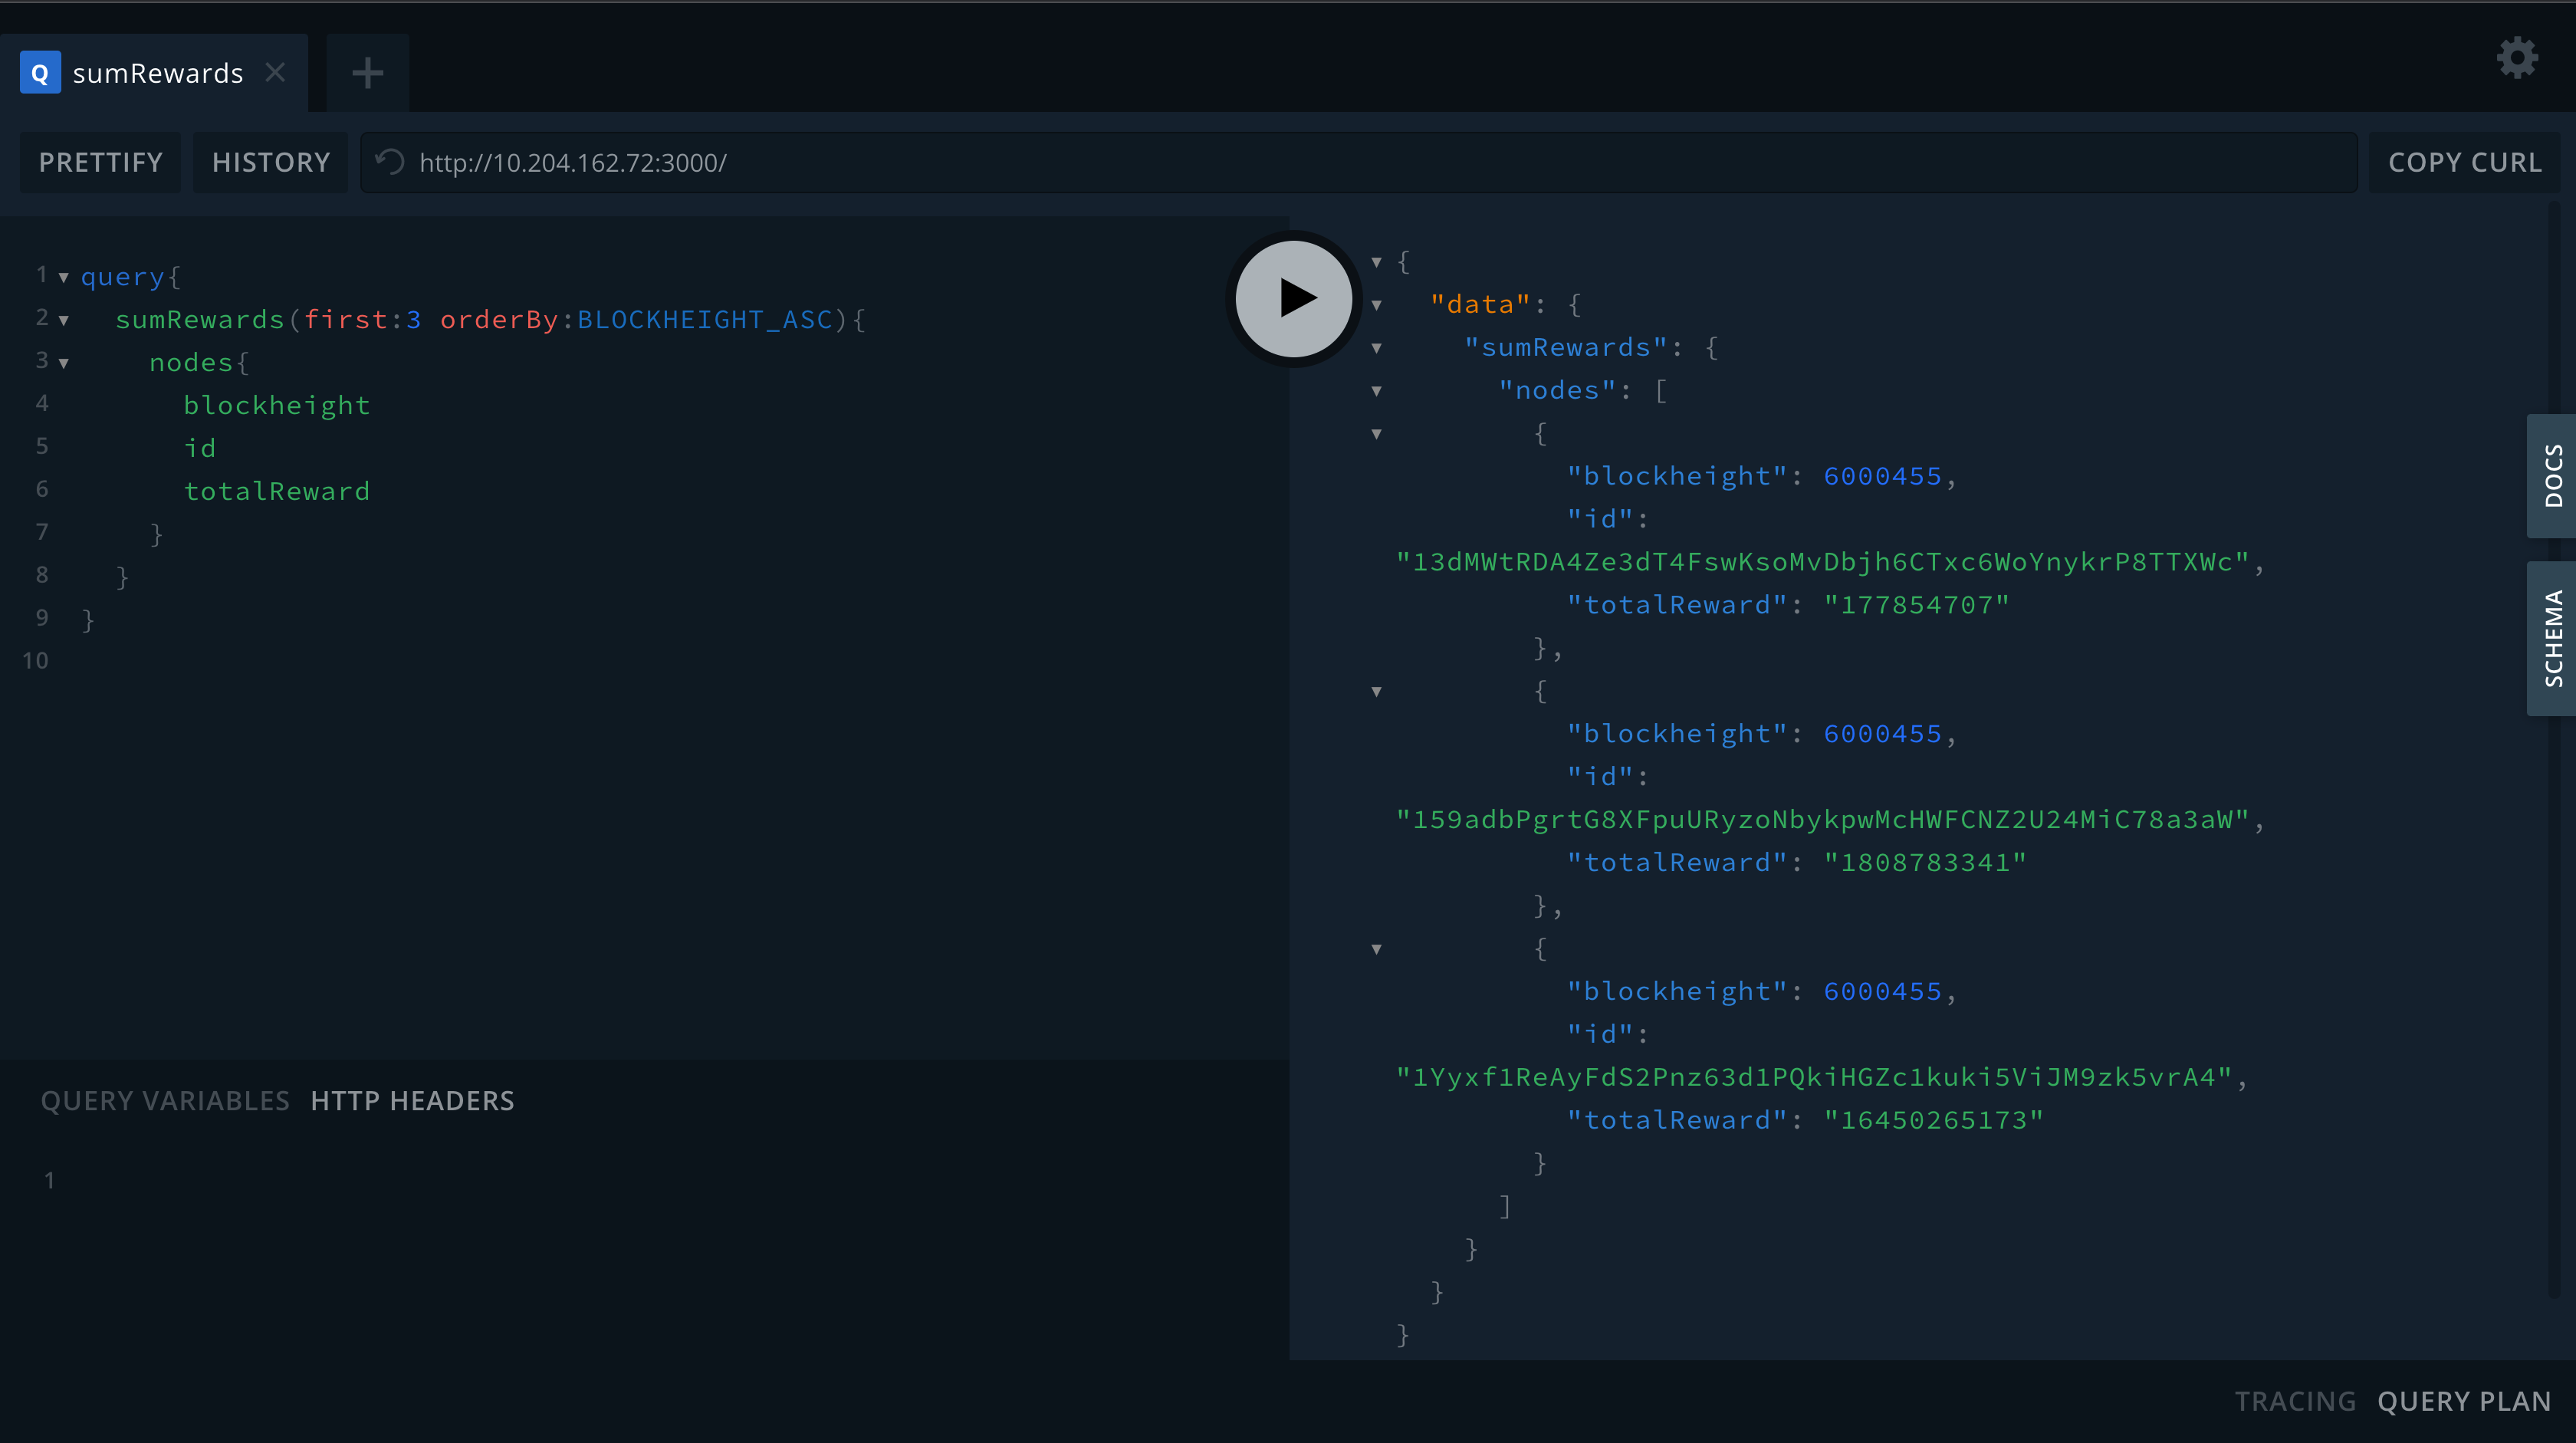 Q sumRewards
PRETTIFY HISTORY http://10.204.162.72:3000/ COPY CURL
1 query{
2 sumRewards(first:3 orderBy:BLOCKHEIGHT_ASC){
3 nodes{
4 blockheight
5 id
6 totalReward
7 }
8 }
9 }
10
QUERY VARIABLES HTTP HEADERS
1
{
"data": {
"sumRewards": {
"nodes": [
{
"blockheight": 6000455,
"id":
"13dMWtRDA4Ze3dT4FswKsoMvDbjh6CTxc6WoYnykrP8TTXWc",
"totalReward": "177854707"
},
{
"blockheight": 6000455,
"id":
"159adbPgrtG8XFpuURyzoNbykpwMcHWFCNZ2U24MiC78a3aW",
"totalReward": "1808783341"
},
{
"blockheight": 6000455,
"id":
"1Yyxf1ReAyFdS2Pnz63d1PQkiHGZc1kuki5ViJM9zk5vrA4",
"totalReward": "16450265173"
}
]
}
}
}
DOCS
SCHEMA
TRACING QUERY PLAN